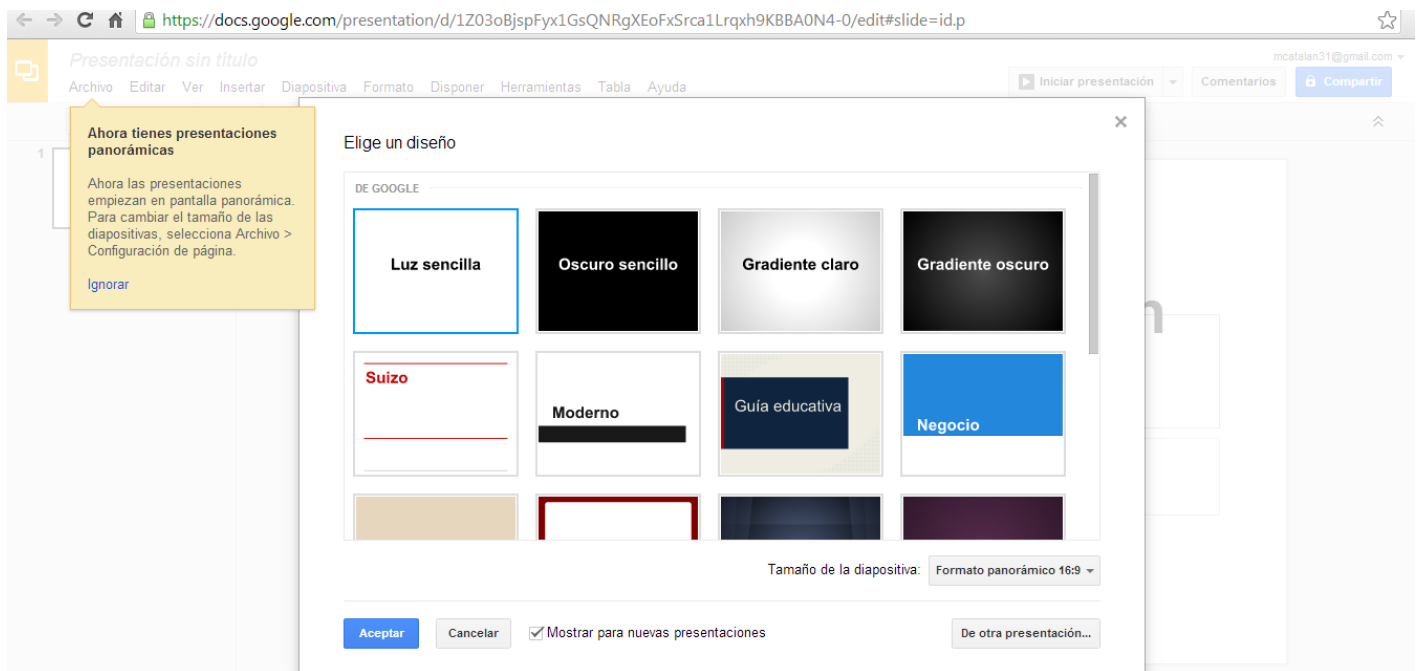 https://docs.google.com/presentation/d/1Z03oBjspFyx1GsQNRgXEoFxSrca1Lrqxh9KBBA0N4-0/edit#slide=id.p
Presentación sin título
mcatalan31@gmail.com
Archivo Editar Ver Insertar Diapositiva Formato Disponer Herramientas Tabla Ayuda
Iniciar presentación
Comentarios
Compartir
1
Ahora tienes presentaciones
panorámicas
Ahora las presentaciones
empiezan en pantalla panorámica.
Para cambiar el tamaño de las
diapositivas, selecciona Archivo >
Configuración de página.
Ignorar
Elige un diseño
DE GOOGLE
Luz sencilla
Oscuro sencillo
Gradiente claro
Gradiente oscuro
Suizo
Moderno
Guía educativa
Negocio
Tamaño de la diapositiva: Formato panorámico 16:9
Aceptar
Cancelar
Mostrar para nuevas presentaciones
De otra presentación...